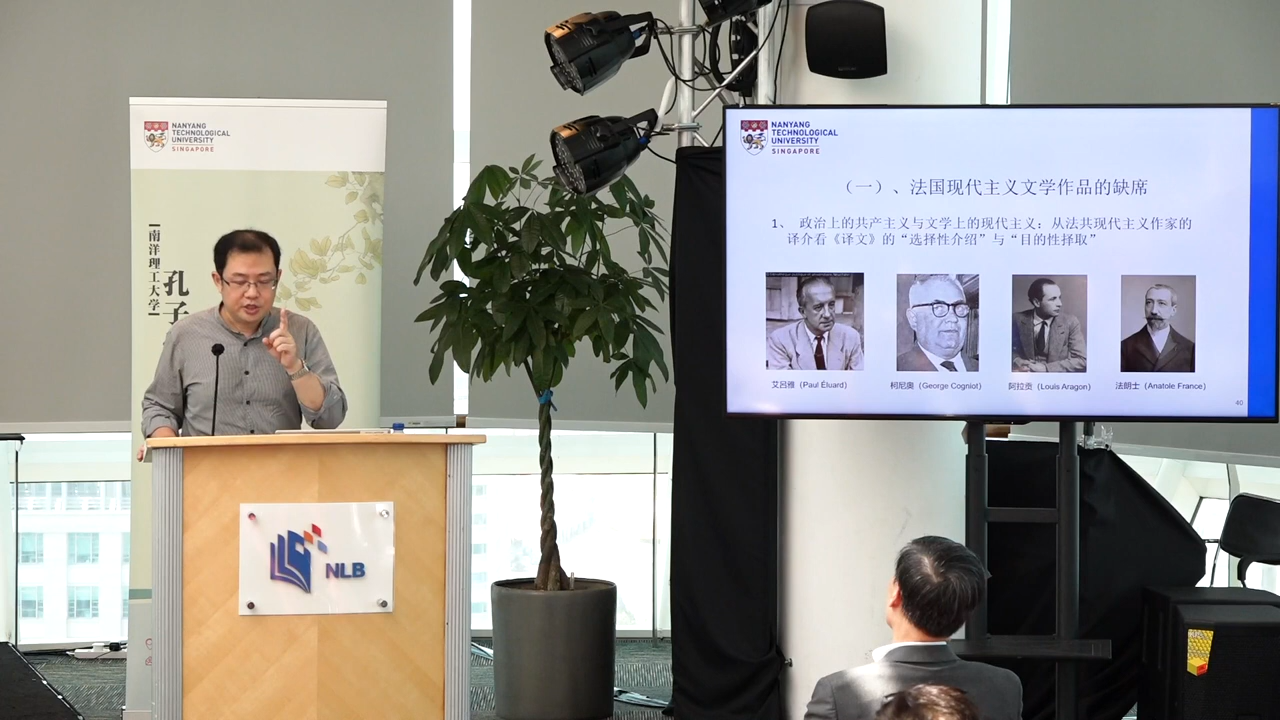 NANYANG
TECHNOLOGICAL
UNIVERSITY
SINGAPORE
南洋理工大学
孔子
NLB
NANYANG
TECHNOLOGICAL
UNIVERSITY
SINGAPORE
（一）、法国现代主义文学作品的缺席
1、 政治上的共产主义与文学上的现代主义：从法共现代主义作家的
译介看《译文》的“选择性介绍”与“目的性择取”
艾吕雅（Paul Éluard）
柯尼奥（George Cogniot）
阿拉贡（Louis Aragon）
法朗士（Anatole France）
40